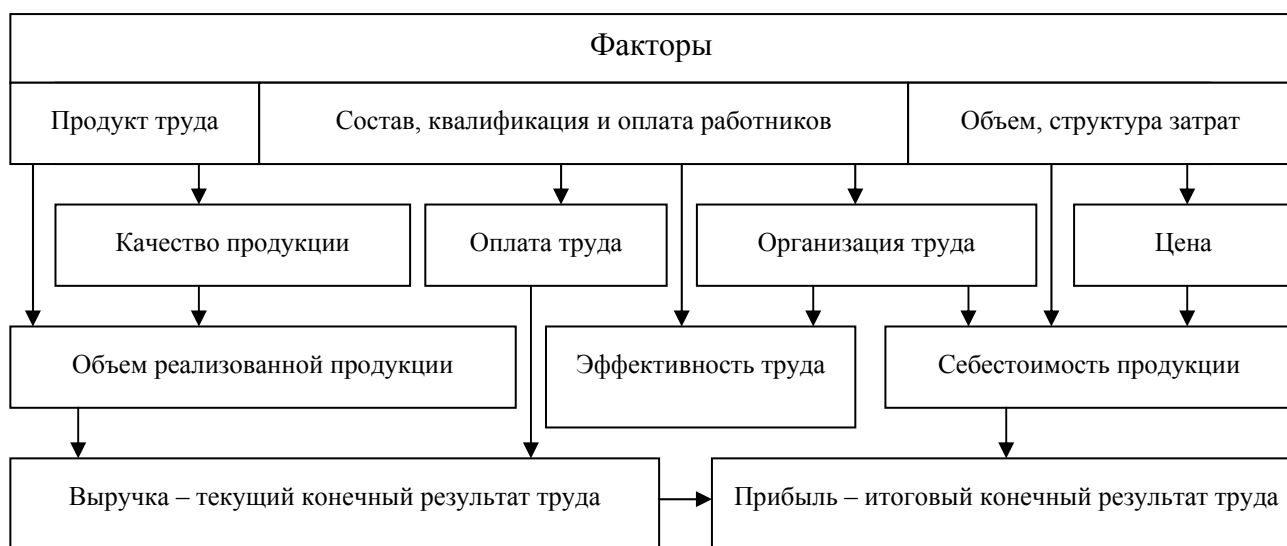 Факторы
Продукт труда
Состав, квалификация и оплата работников
Объем, структура затрат
Качество продукции
Оплата труда
Организация труда
Цена
Объем реализованной продукции
Эффективность труда
Себестоимость продукции
Выручка – текущий конечный результат труда
Прибыль – итоговый конечный результат труда